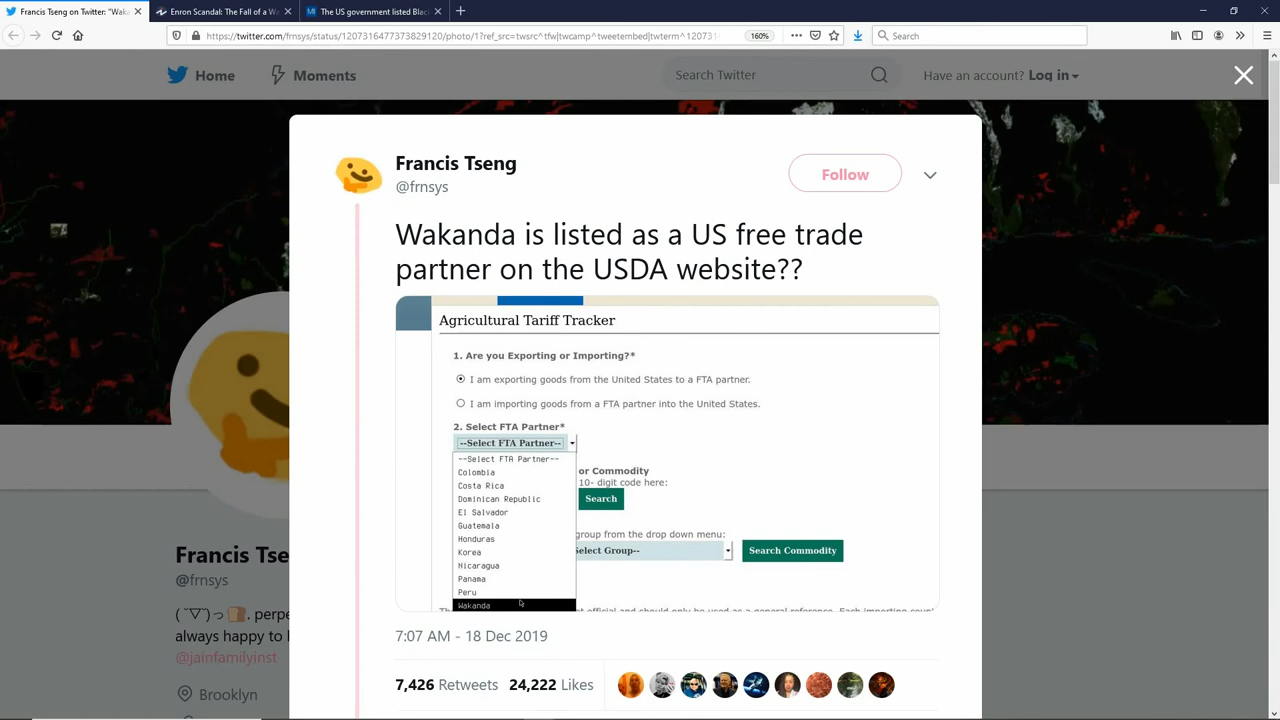 Francis Tseng on Twitter: "Waka
Enron Scandal: The Fall of a Wa
The US government listed Blac
https://twitter.com/frnsys/status/1207316477373829120/photo/1?ref_src=twsrc^tfw|twcamp^tweetembed|twterm^12073
160%
Search
Home
Moments
Search Twitter
Have an account? Log in
Francis Tseng
@frnsys
Follow
Wakanda is listed as a US free trade
partner on the USDA website??
Agricultural Tariff Tracker
1. Are you Exporting or Importing?*
I am exporting goods from the United States to a FTA partner.
I am importing goods from a FTA partner into the United States.
2. Select FTA Partner*
--Select FTA Partner--
--Select FTA Partner--
Colombia
Costa Rica
Dominican Republic
El Salvador
Guatemala
Honduras
Korea
Nicaragua
Panama
Peru
Wakanda
or Commodity
10- digit code here:
Search
group from the drop down menu:
Select Group--
Search Commodity
official and should only be used as a general reference. Each importing
7:07 AM - 18 Dec 2019
7,426 Retweets 24,222 Likes
Francis Tse
@frnsys
always happy to
@jainfamilyinst
Brooklyn